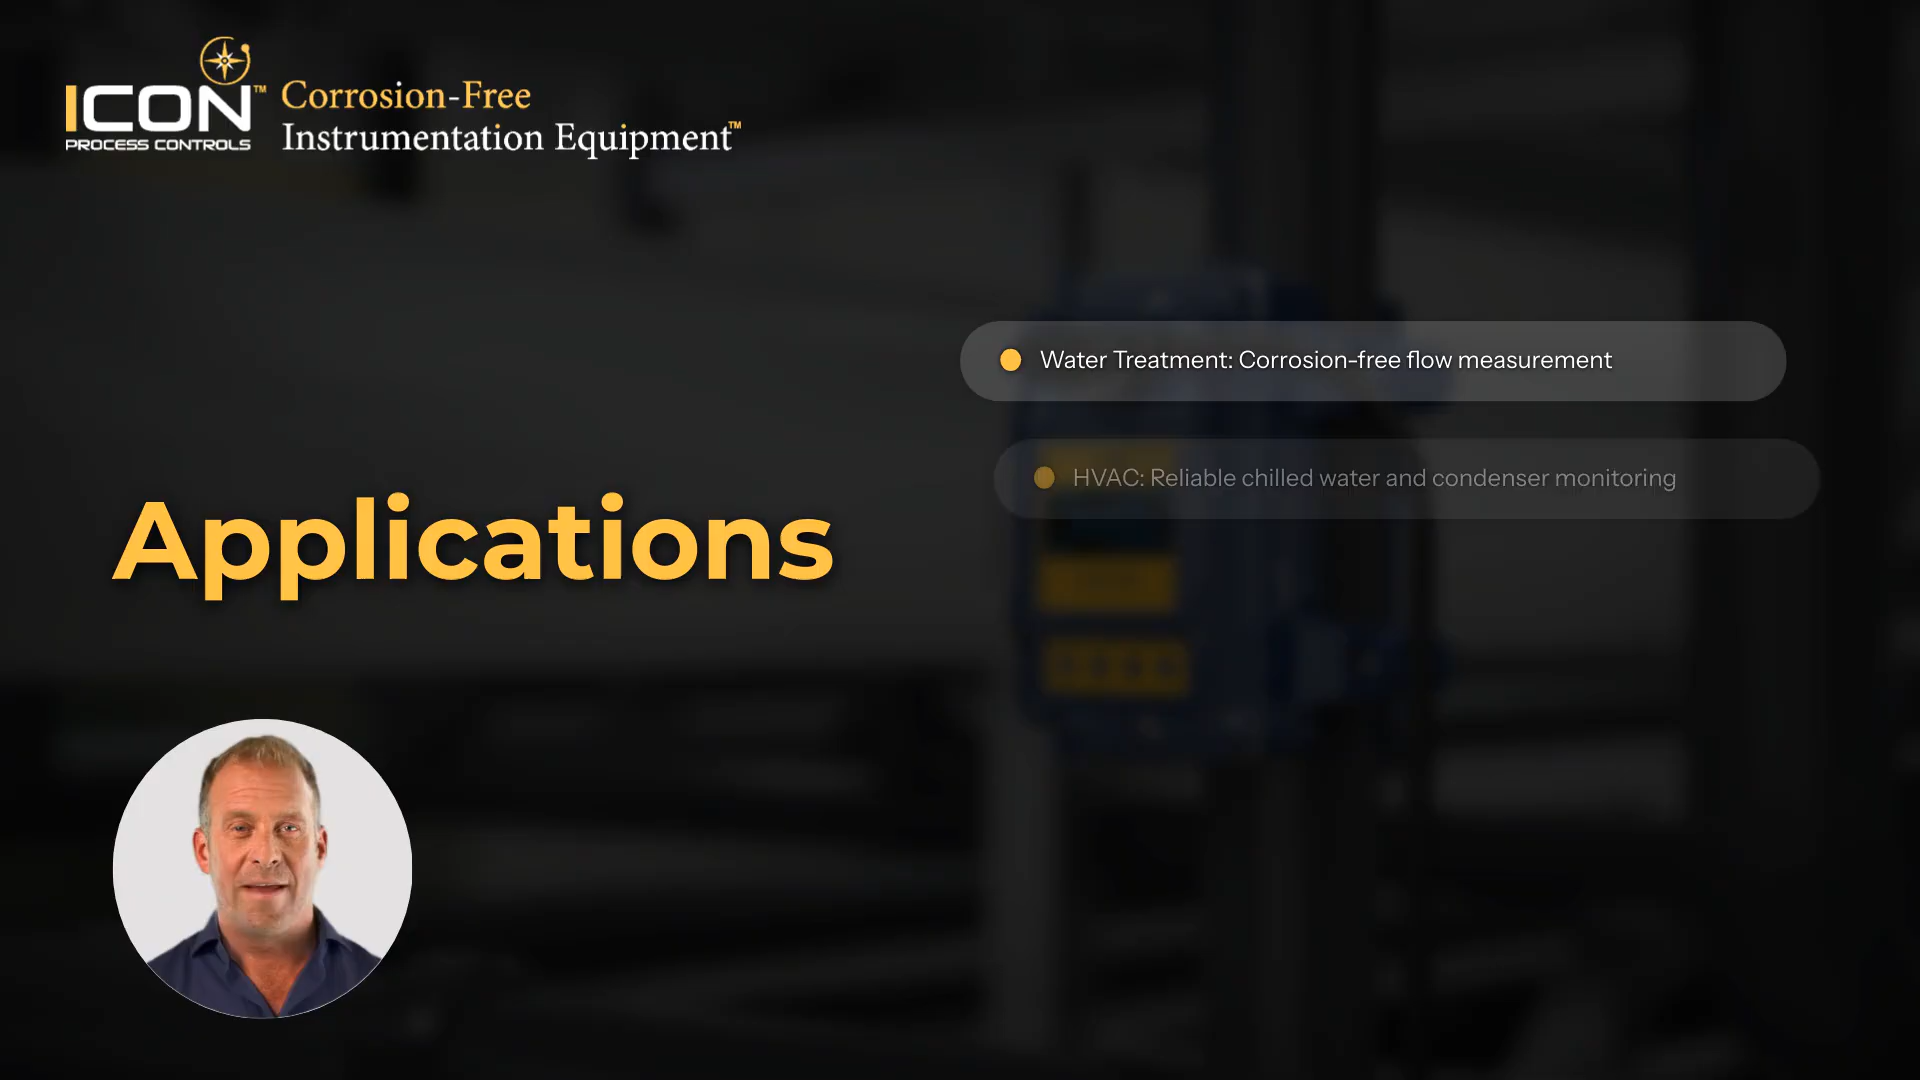 ICON™
PROCESS CONTROLS
Corrosion-Free
Instrumentation Equipment™
Water Treatment: Corrosion-free flow measurement
HVAC: Reliable chilled water and condenser monitoring
Applications